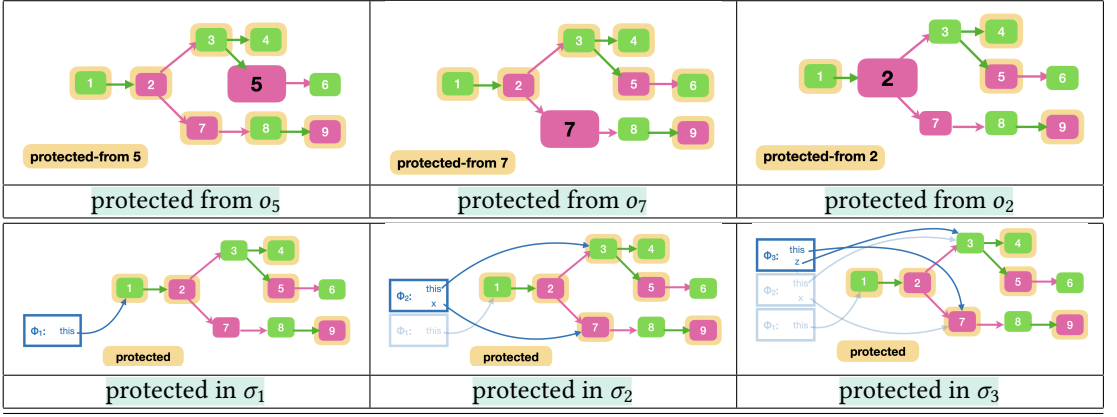 3 4
1 2 5 6
7 8 9
protected-from 5
3 4
1 2 5 6
7 8 9
protected-from 7
3 4
1 2 5 6
7 8 9
protected-from 2
protected from o₅
protected from o₇
protected from o₂
3 4
1 2 5 6
Φ₁: this 7 8 9
protected
3 4
Φ₂: this 1 2 5 6
x
Φ₁: this 7 8 9
protected
Φ₃: this 3 4
z
Φ₂: this 1 2 5 6
x
Φ₁: this 7 8 9
protected
protected in σ₁
protected in σ₂
protected in σ₃